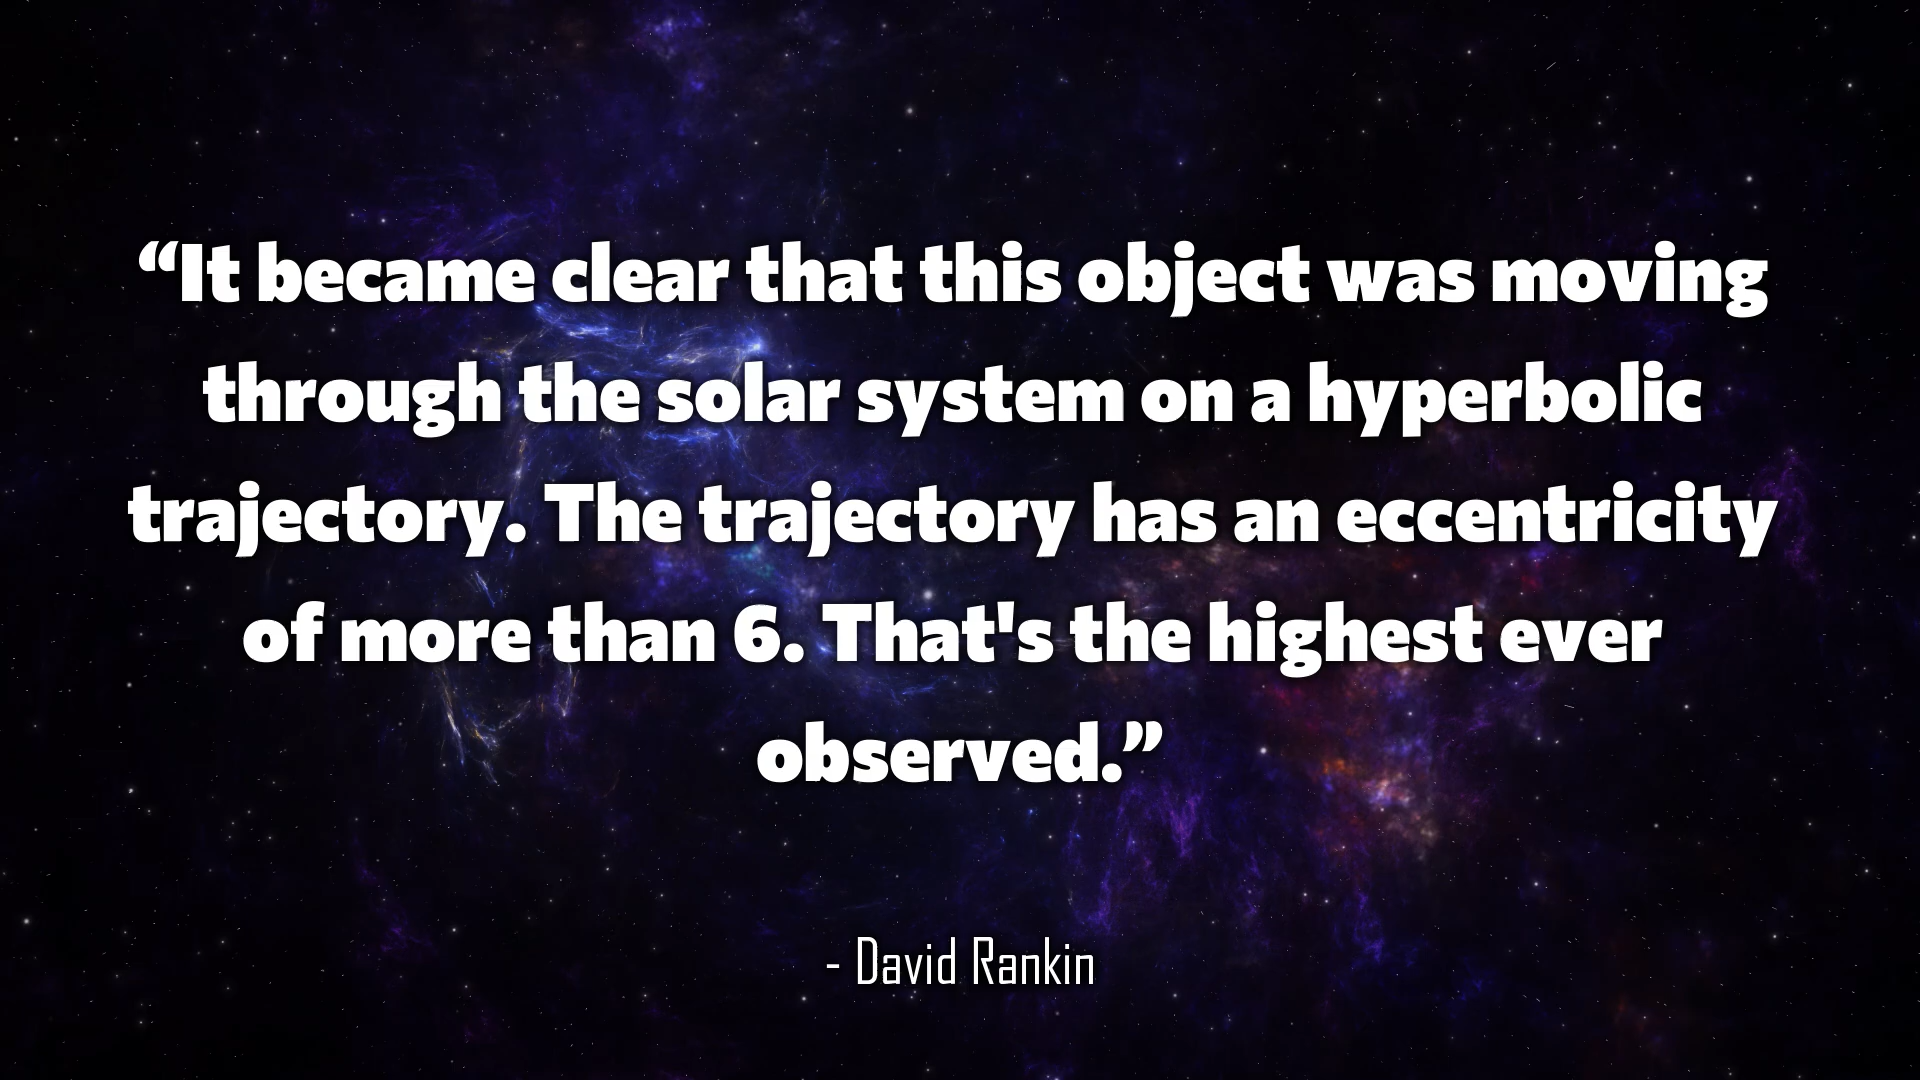 “It became clear that this object was moving
through the solar system on a hyperbolic
trajectory. The trajectory has an eccentricity
of more than 6. That's the highest ever
observed.”
- David Rankin